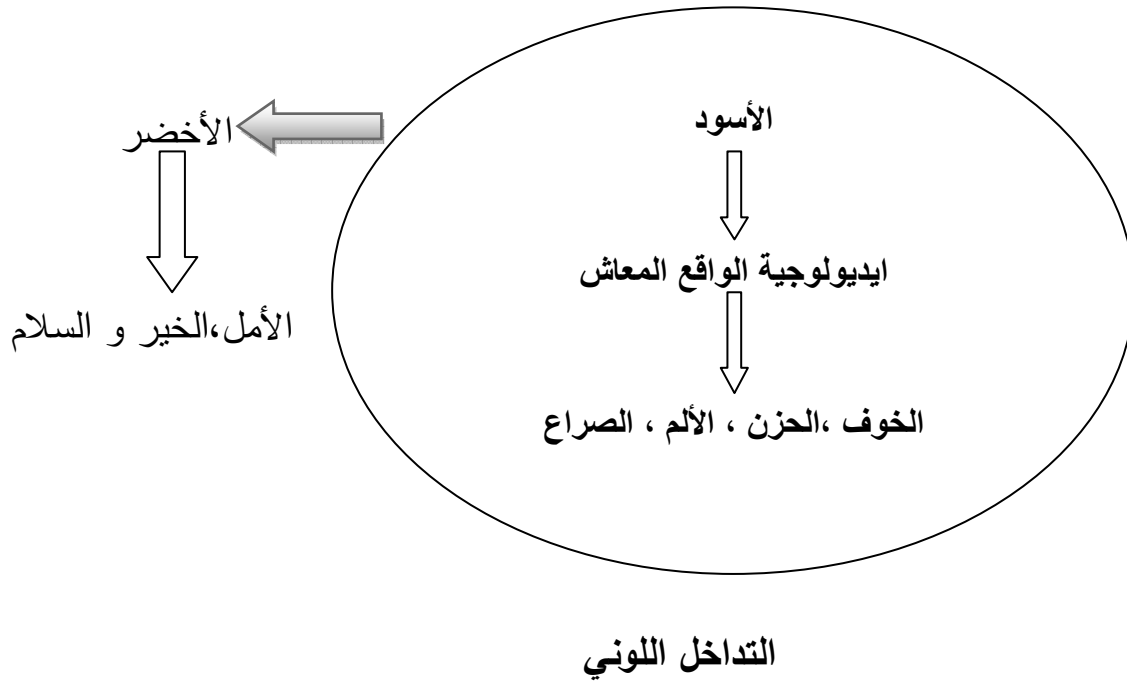 الأسود
الأخضر
ايديولوجية الواقع المعاش
الأمل،الخير و السلام
الخوف ،الحزن ، الألم ، الصراع
التداخل اللوني